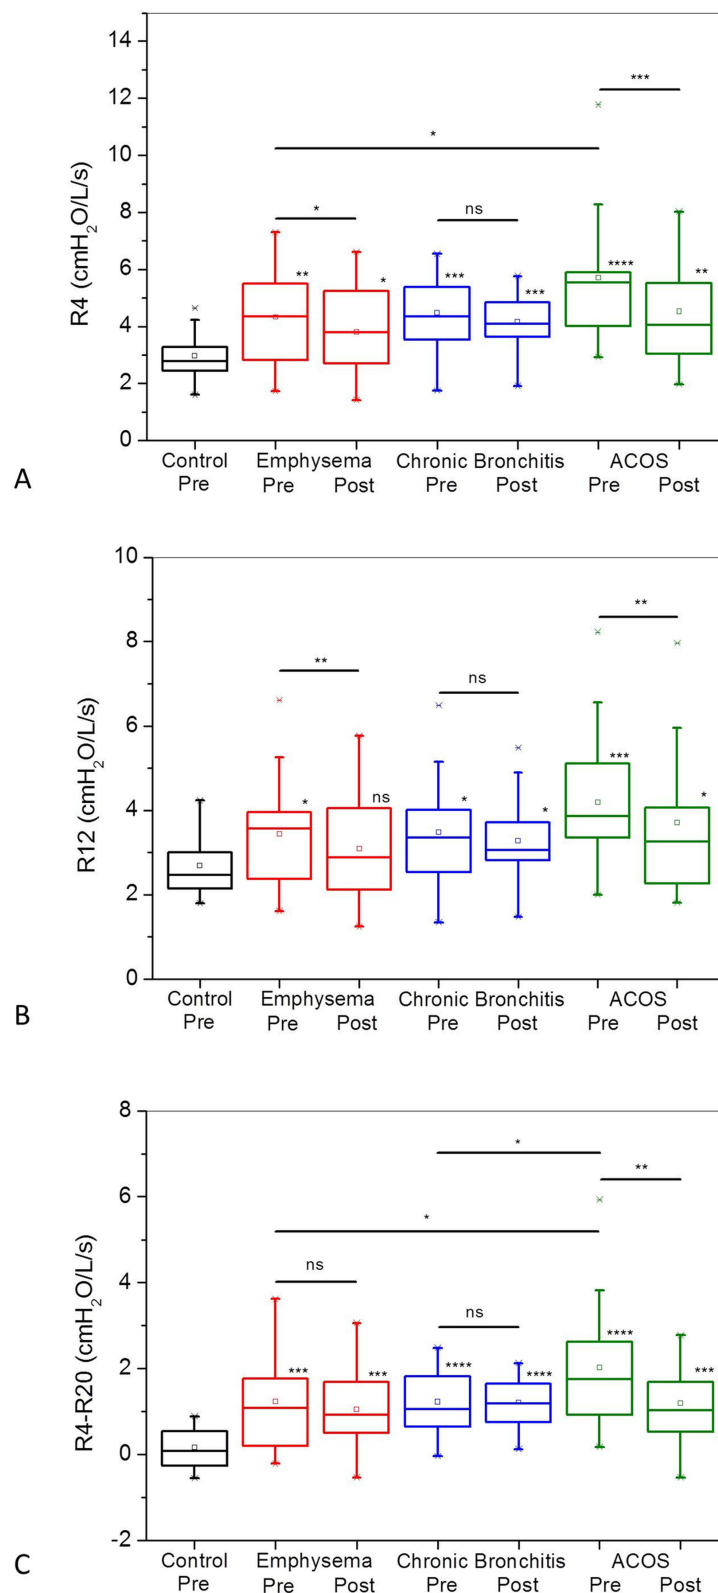 14
***
12
*
10
R4 (cmH2O/L/s)
8
*
ns
**
*
***
***
****
**
6
4
2
0
Control Emphysema Chronic Bronchitis ACOS
Pre Pre Post Pre Post Pre Post
A
10
**
8
**
ns
R12 (cmH2O/L/s)
6
*
ns
*
*
***
*
4
2
0
Control Emphysema Chronic Bronchitis ACOS
Pre Pre Post Pre Post Pre Post
B
8
*
**
6
*
ns
ns
R4-R20 (cmH2O/L/s)
4
***
***
****
****
****
***
2
0
-2
Control Emphysema Chronic Bronchitis ACOS
Pre Pre Post Pre Post Pre Post
C